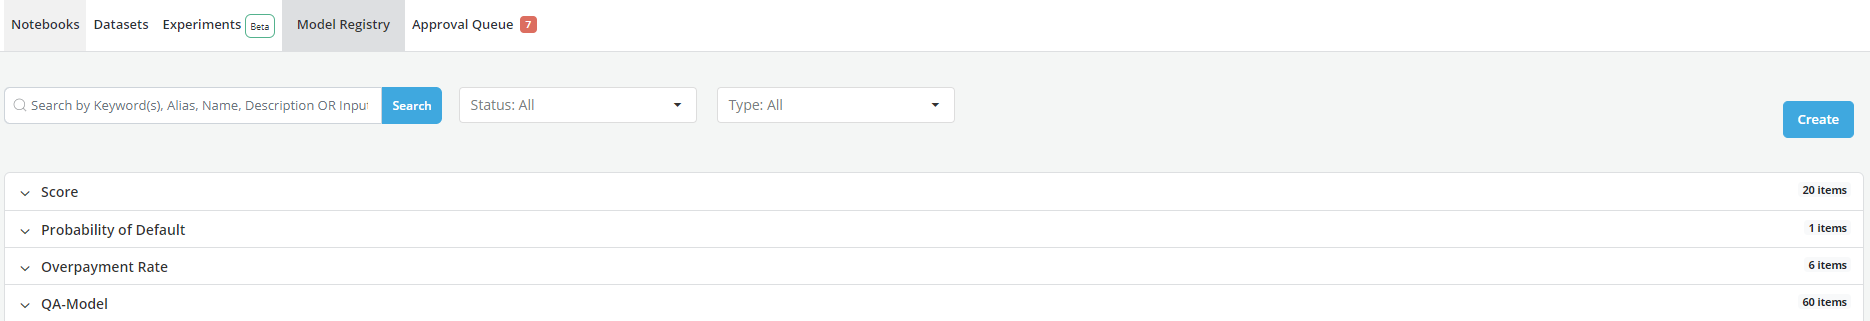 Notebooks Datasets Experiments Beta Model Registry Approval Queue 7
Search by Keyword(s), Alias, Name, Description OR Input Search Status: All Type: All
Create
Score 20 items
Probability of Default 1 items
Overpayment Rate 6 items
QA-Model 60 items